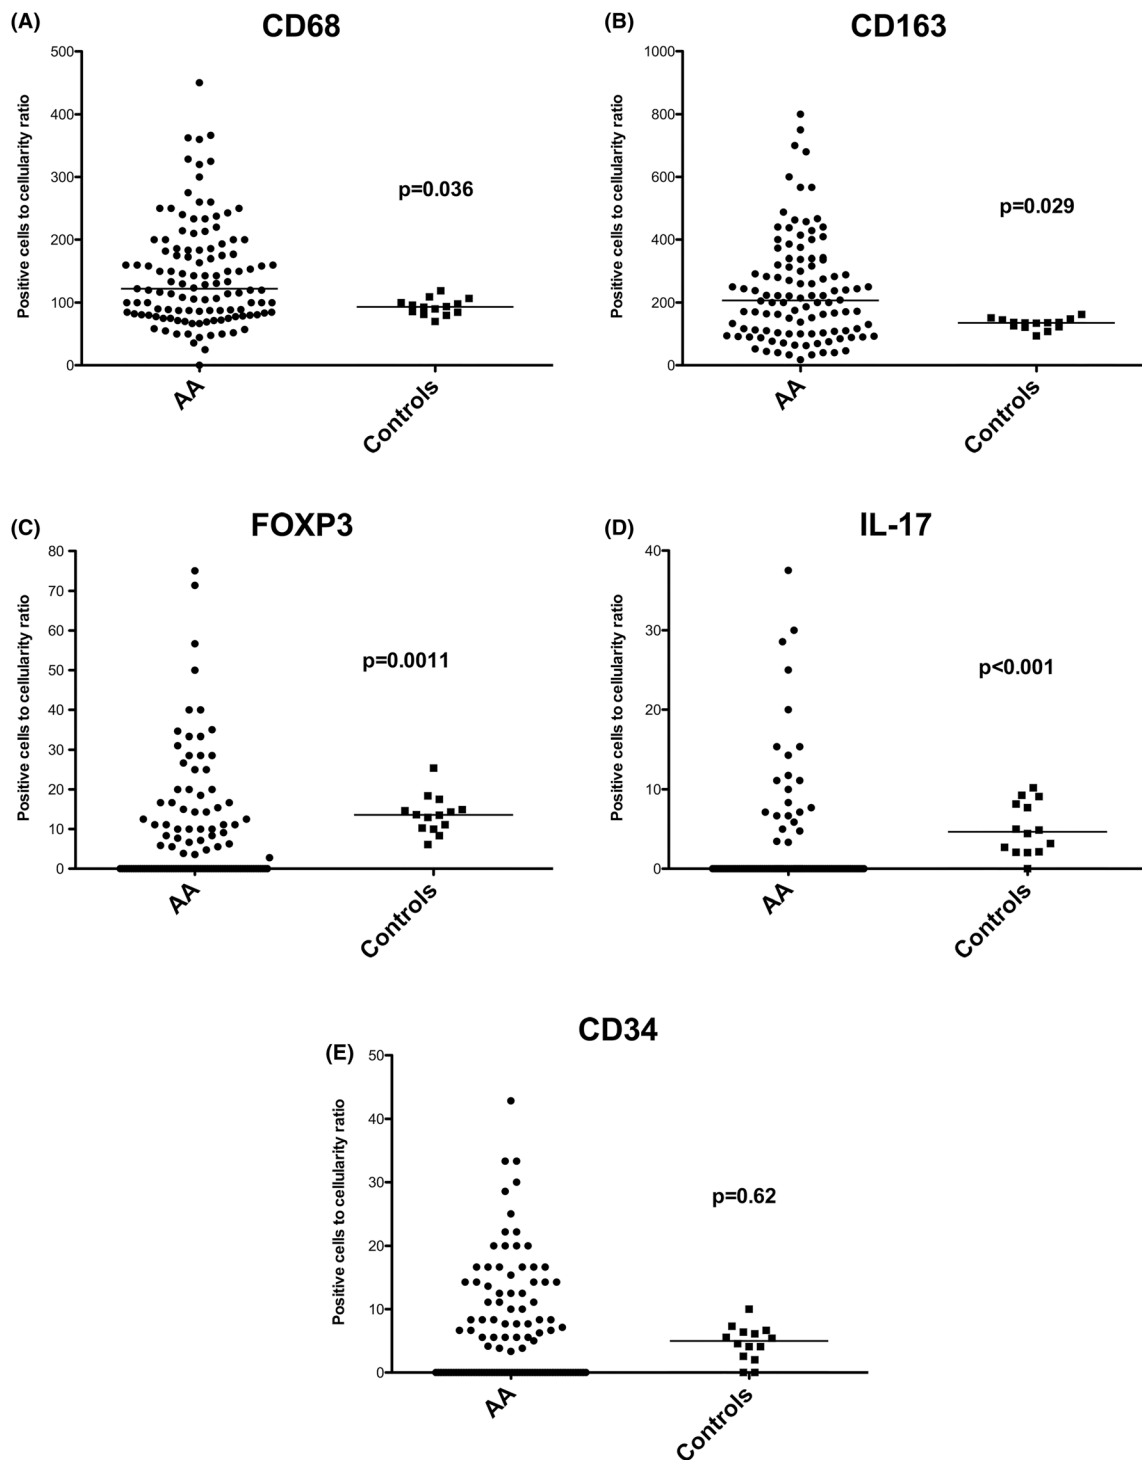 (A)
CD68
Positive cells to cellularity ratio
500
400
300
200
100
0
p=0.036
AA
Controls
(B)
CD163
Positive cells to cellularity ratio
1000
800
600
400
200
0
p=0.029
AA
Controls
(C)
FOXP3
Positive cells to cellularity ratio
80
70
60
50
40
30
20
10
0
p=0.0011
AA
Controls
(D)
IL-17
Positive cells to cellularity ratio
40
30
20
10
0
p<0.001
AA
Controls
(E)
CD34
Positive cells to cellularity ratio
50
40
30
20
10
0
p=0.62
AA
Controls